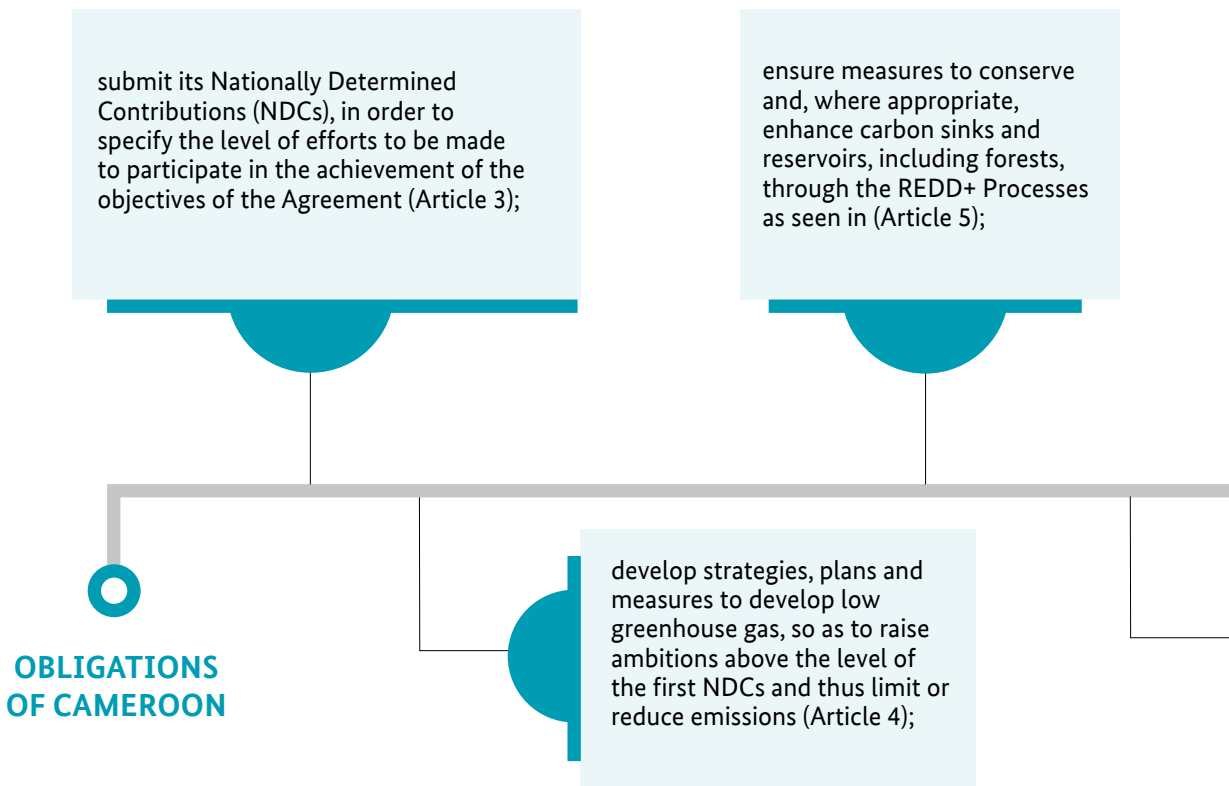 submit its Nationally Determined
Contributions (NDCs), in order to
specify the level of efforts to be made
to participate in the achievement of the
objectives of the Agreement (Article 3);
ensure measures to conserve
and, where appropriate,
enhance carbon sinks and
reservoirs, including forests,
through the REDD+ Processes
as seen in (Article 5);
develop strategies, plans and
measures to develop low
greenhouse gas, so as to raise
ambitions above the level of
the first NDCs and thus limit or
reduce emissions (Article 4);
OBLIGATIONS
OF CAMEROON